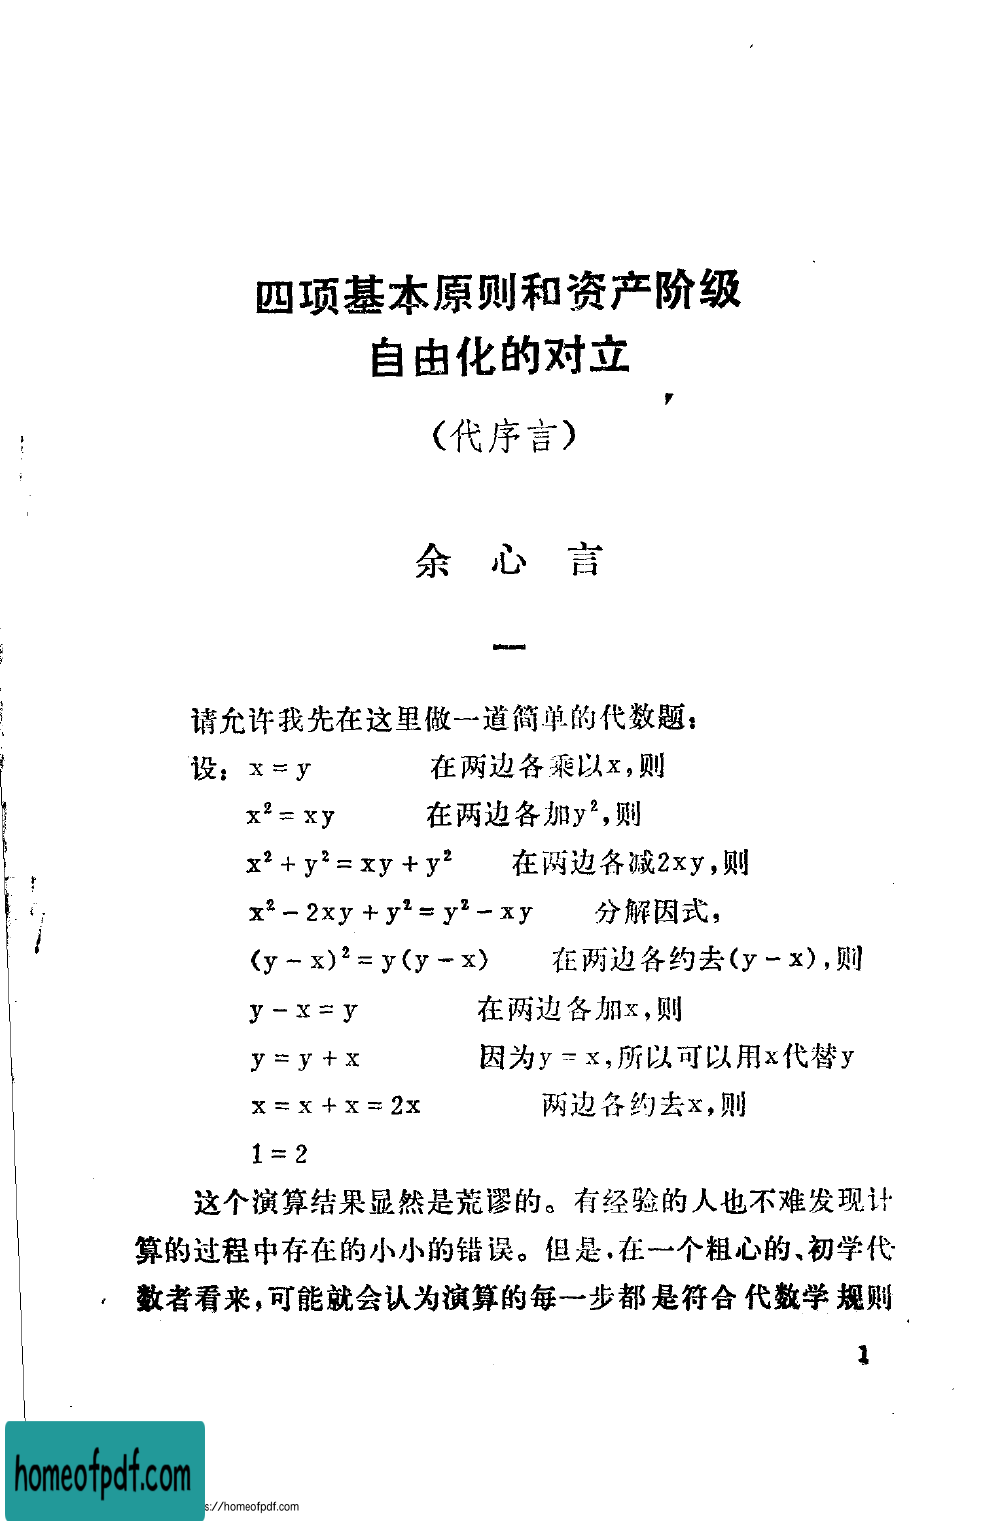 四项基本原则和资产阶级
自由化的对立
（代序言）
余 心 言
一
请允许我先在这里做一道简单的代数题：
设：x = y 在两边各乘以x，则
x² = xy 在两边各加y²，则
x² + y² = xy + y² 在两边各减2xy，则
x² - 2xy + y² = y² - xy 分解因式，
(y - x)² = y(y - x) 在两边各约去(y - x)，则
y - x = y 在两边各加x，则
y = y + x 因为y = x，所以可以用x代替y
x = x + x = 2x 两边各约去x，则
1 = 2
这个演算结果显然是荒谬的。有经验的人也不难发现计
算的过程中存在的小小的错误。但是，在一个粗心的、初学代
数者看来，可能就会认为演算的每一步都是符合代数学规则
1
homeofpdf.com
s://homeofpdf.com